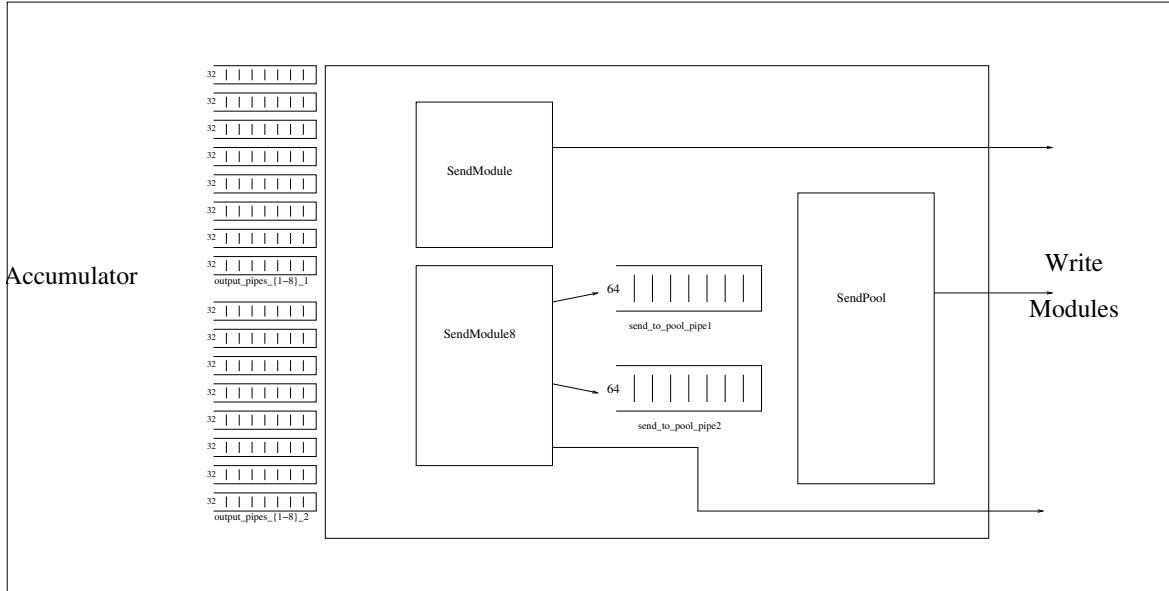 32
32
32
32
32
32
32
32
output_pipes_{1−8}_1
Accumulator
32
32
32
32
32
32
32
32
output_pipes_{1−8}_2
SendModule
SendModule8
64
send_to_pool_pipe1
64
send_to_pool_pipe2
SendPool
Write
Modules